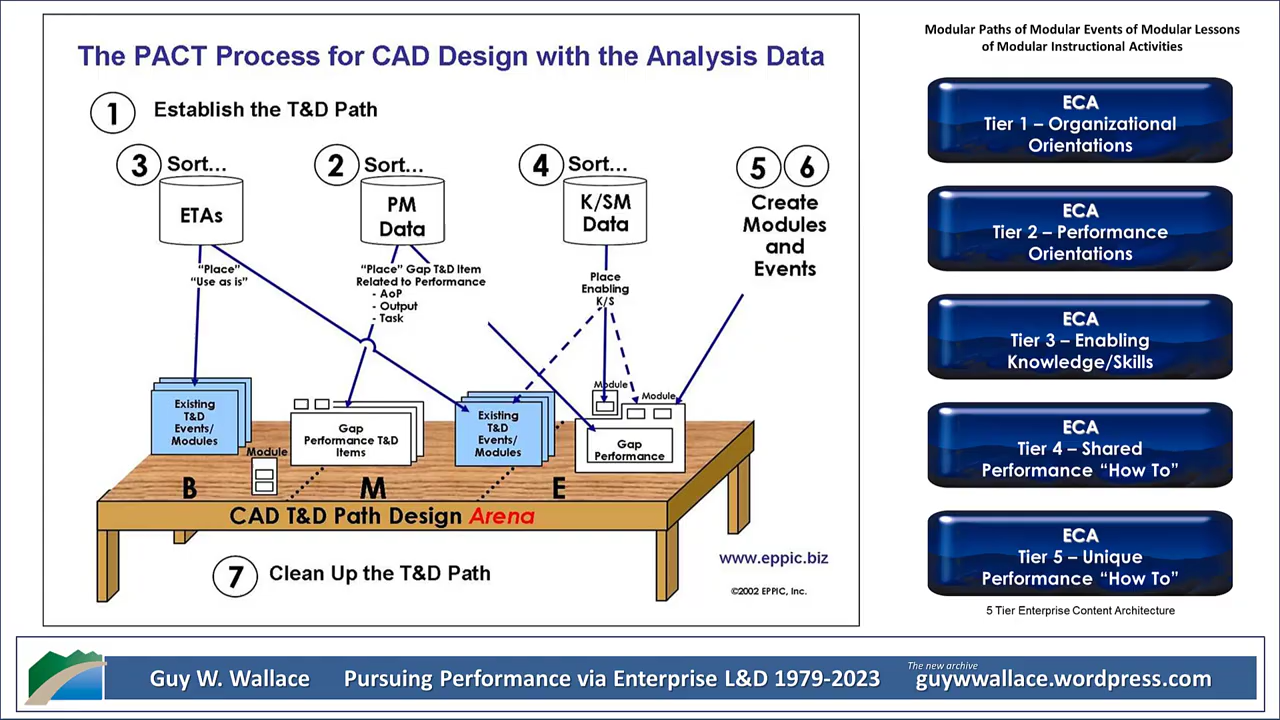 The PACT Process for CAD Design with the Analysis Data
1
Establish the T&D Path
3
Sort...
ETAs
2
Sort...
PM
Data
4
Sort...
K/SM
Data
5
6
Create
Modules
and
Events
“Place”
“Use as is”
“Place” Gap T&D Item
Related to Performance
- AoP
- Output
- Task
Place
Enabling
K/S
Existing
T&D
Events/
Modules
Module
Gap
Performance T&D
Items
Existing
T&D
Events/
Modules
Module
Module
Gap
Performance
B
M
E
CAD T&D Path Design Arena
7
Clean Up the T&D Path
www.eppic.biz
©2002 EPPIC, Inc.
Modular Paths of Modular Events of Modular Lessons
of Modular Instructional Activities
ECA
Tier 1 – Organizational
Orientations
ECA
Tier 2 – Performance
Orientations
ECA
Tier 3 – Enabling
Knowledge/Skills
ECA
Tier 4 – Shared
Performance “How To”
ECA
Tier 5 – Unique
Performance “How To”
5 Tier Enterprise Content Architecture
Guy W. Wallace
Pursuing Performance via Enterprise L&D 1979-2023
The new archive
guywwallace.wordpress.com